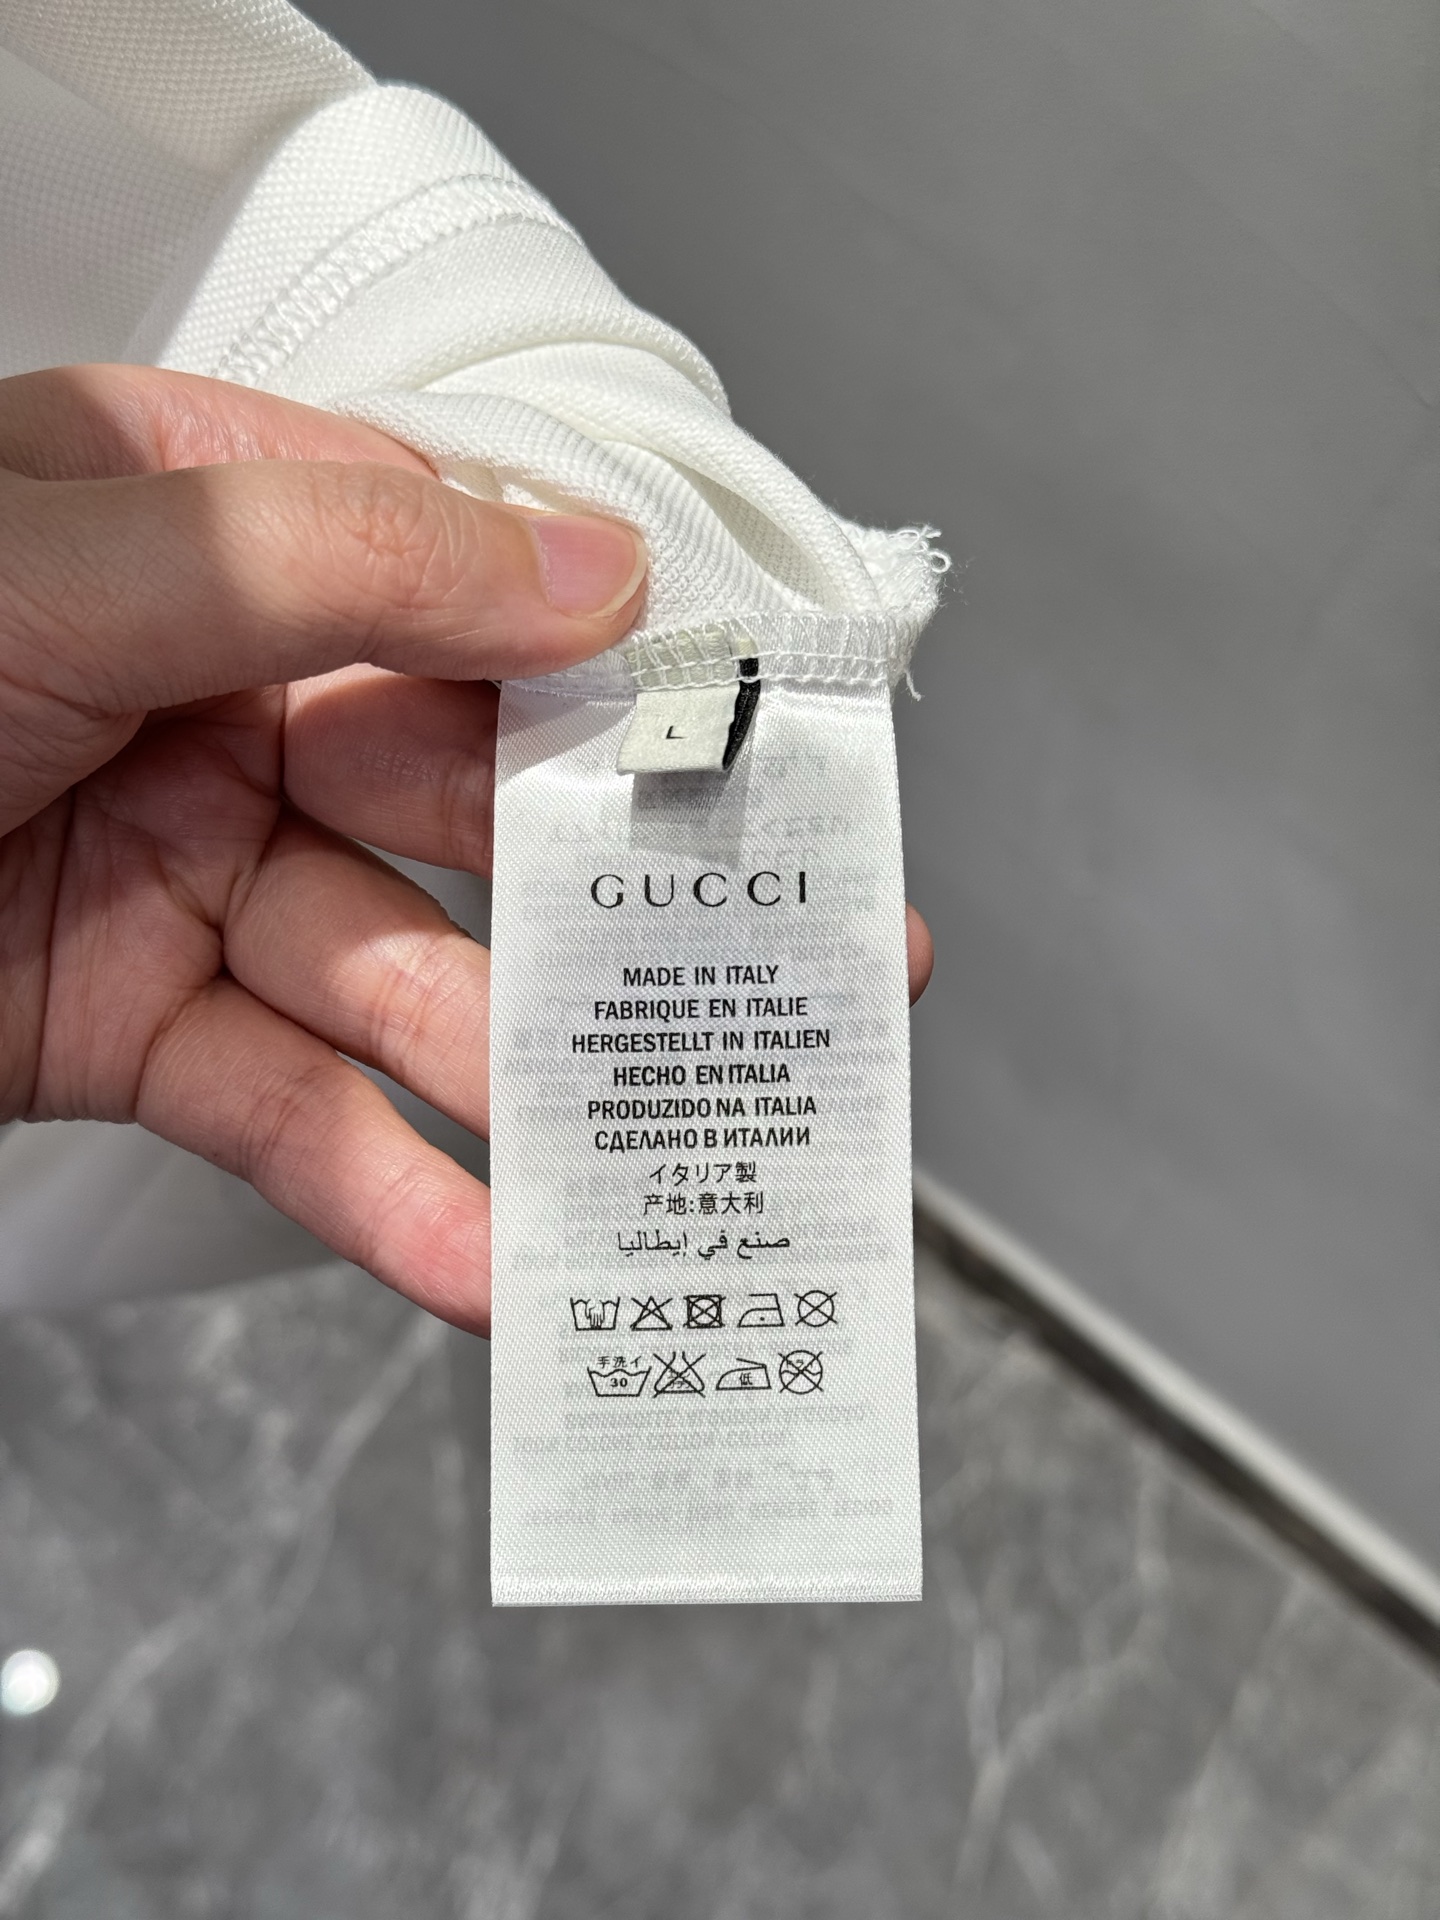 L
GUCCI
MADE IN ITALY
FABRIQUE EN ITALIE
HERGESTELLT IN ITALIEN
HECHO EN ITALIA
PRODUZIDO NA ITALIA
СДЕЛАНО В ИТАЛИИ
イタリア製
产地:意大利
صنع في إيطاليا
手洗イ
30
低